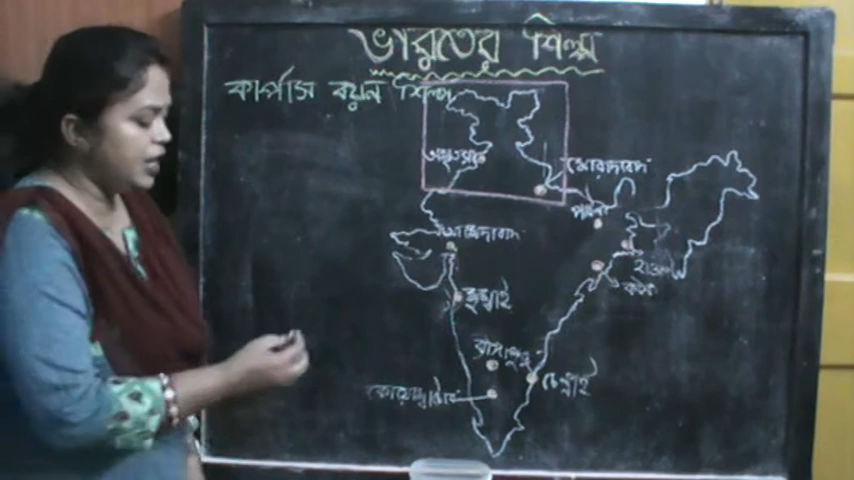 ভারতের শিল্প
কার্পাস বয়ন শিল্প
অমৃতসর
মোরাদাবাদ
পাটনা
আমেদাবাদ
হাওড়া
কটক
মুম্বাই
চেন্নাই
কোয়েম্বাটোর